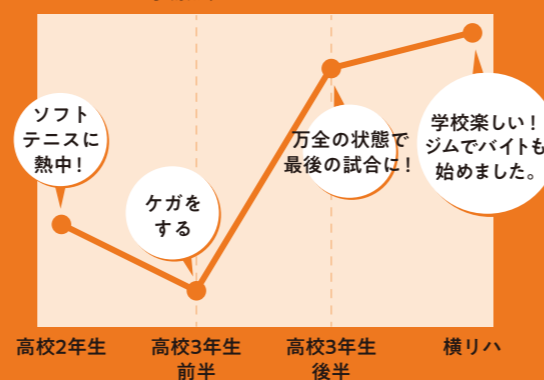 ソフト
テニスに
熱中！
ケガを
する
万全の状態で
最後の試合に！
学校楽しい！
ジムでバイトも
始めました。
高校2年生
高校3年生
前半
高校3年生
後半
横リハ